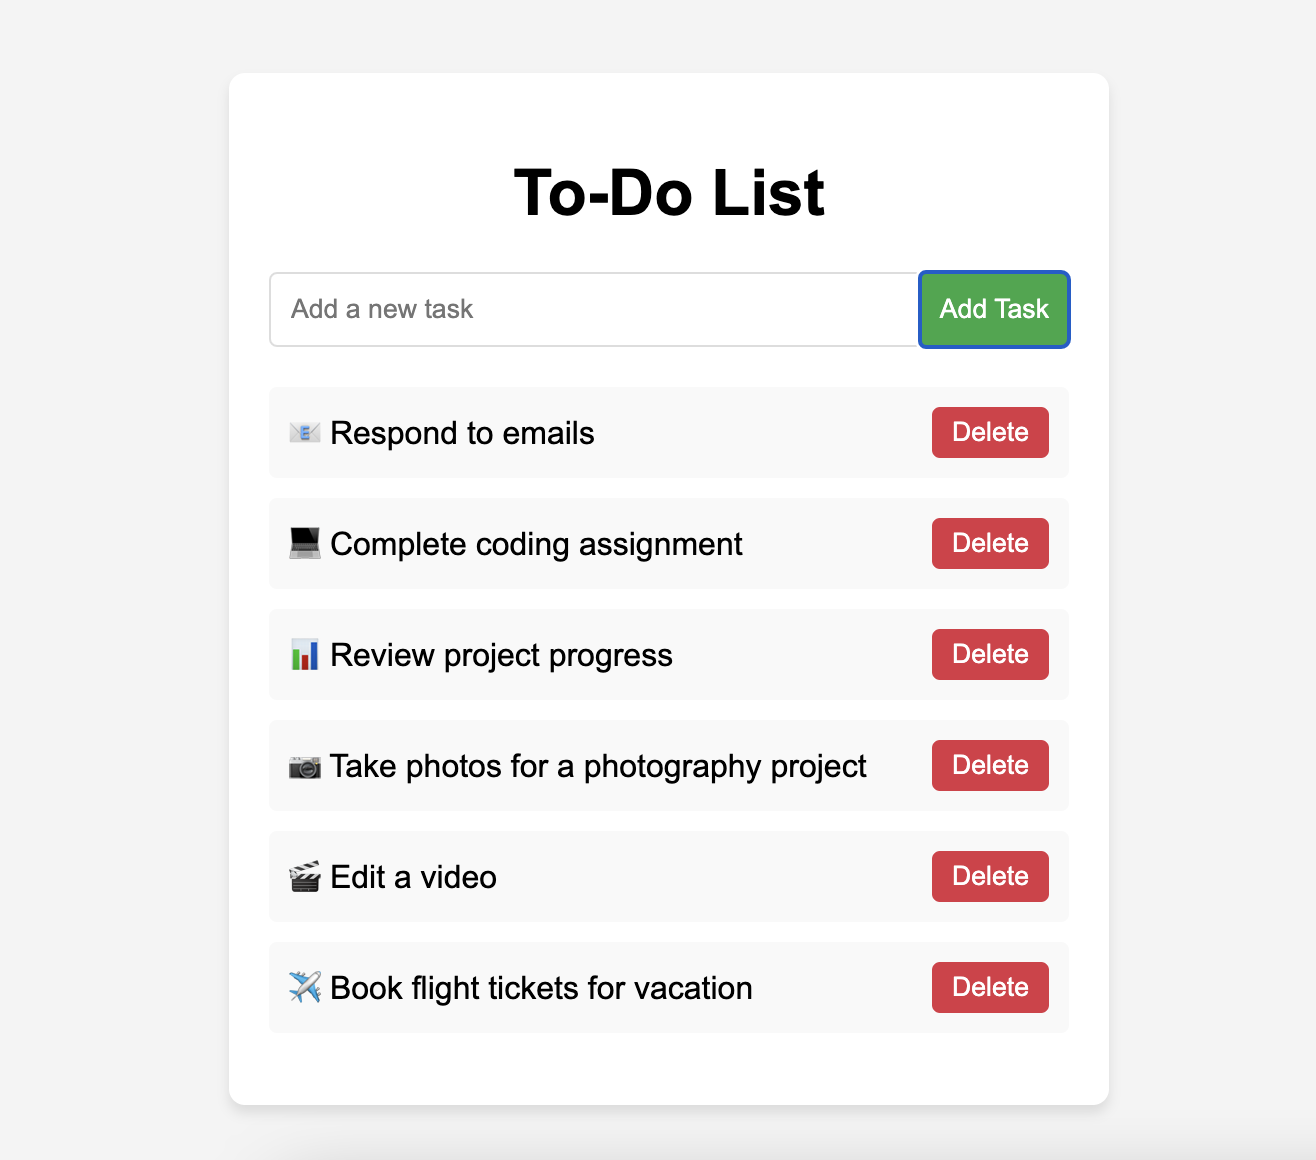 To-Do List
Add a new task
Add Task
📧 Respond to emails
Delete
💻 Complete coding assignment
Delete
📊 Review project progress
Delete
📷 Take photos for a photography project
Delete
🎬 Edit a video
Delete
✈️ Book flight tickets for vacation
Delete